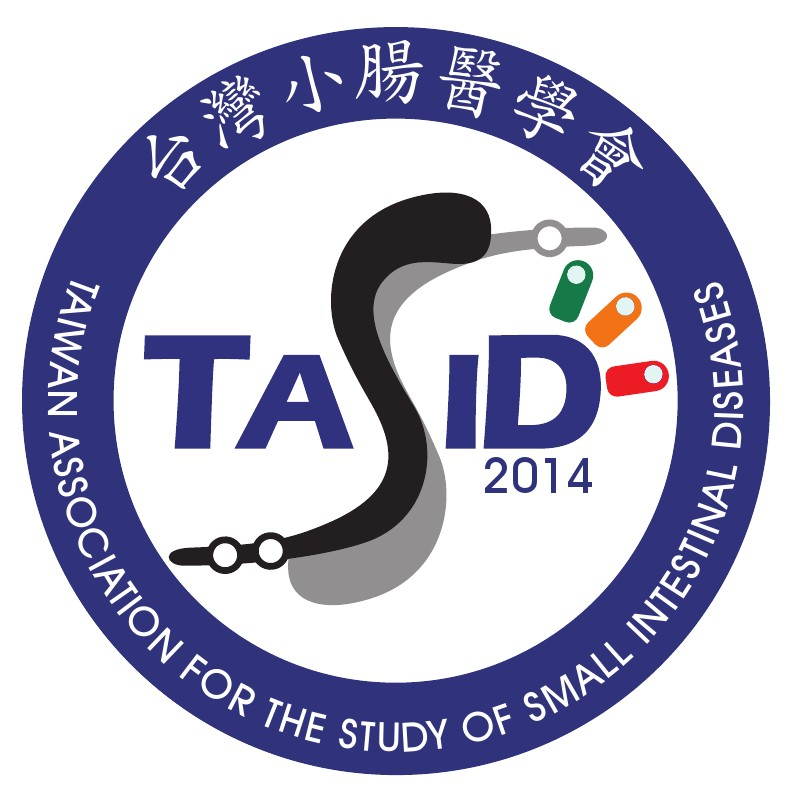 台灣小腸醫學會
TASiD
2014
TAIWAN ASSOCIATION FOR THE STUDY OF SMALL INTESTINAL DISEASES